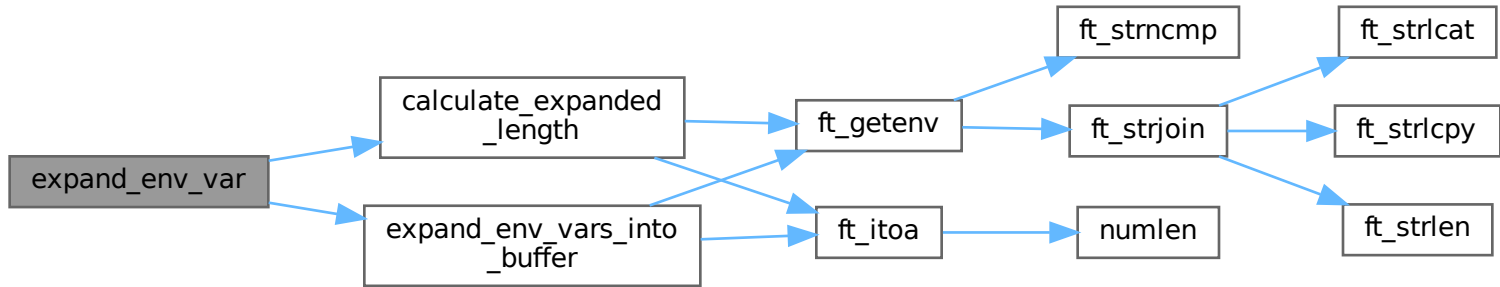 expand_env_var
calculate_expanded
_length
expand_env_vars_into
_buffer
ft_getenv
ft_itoa
ft_strncmp
ft_strjoin
numlen
ft_strlcat
ft_strlcpy
ft_strlen